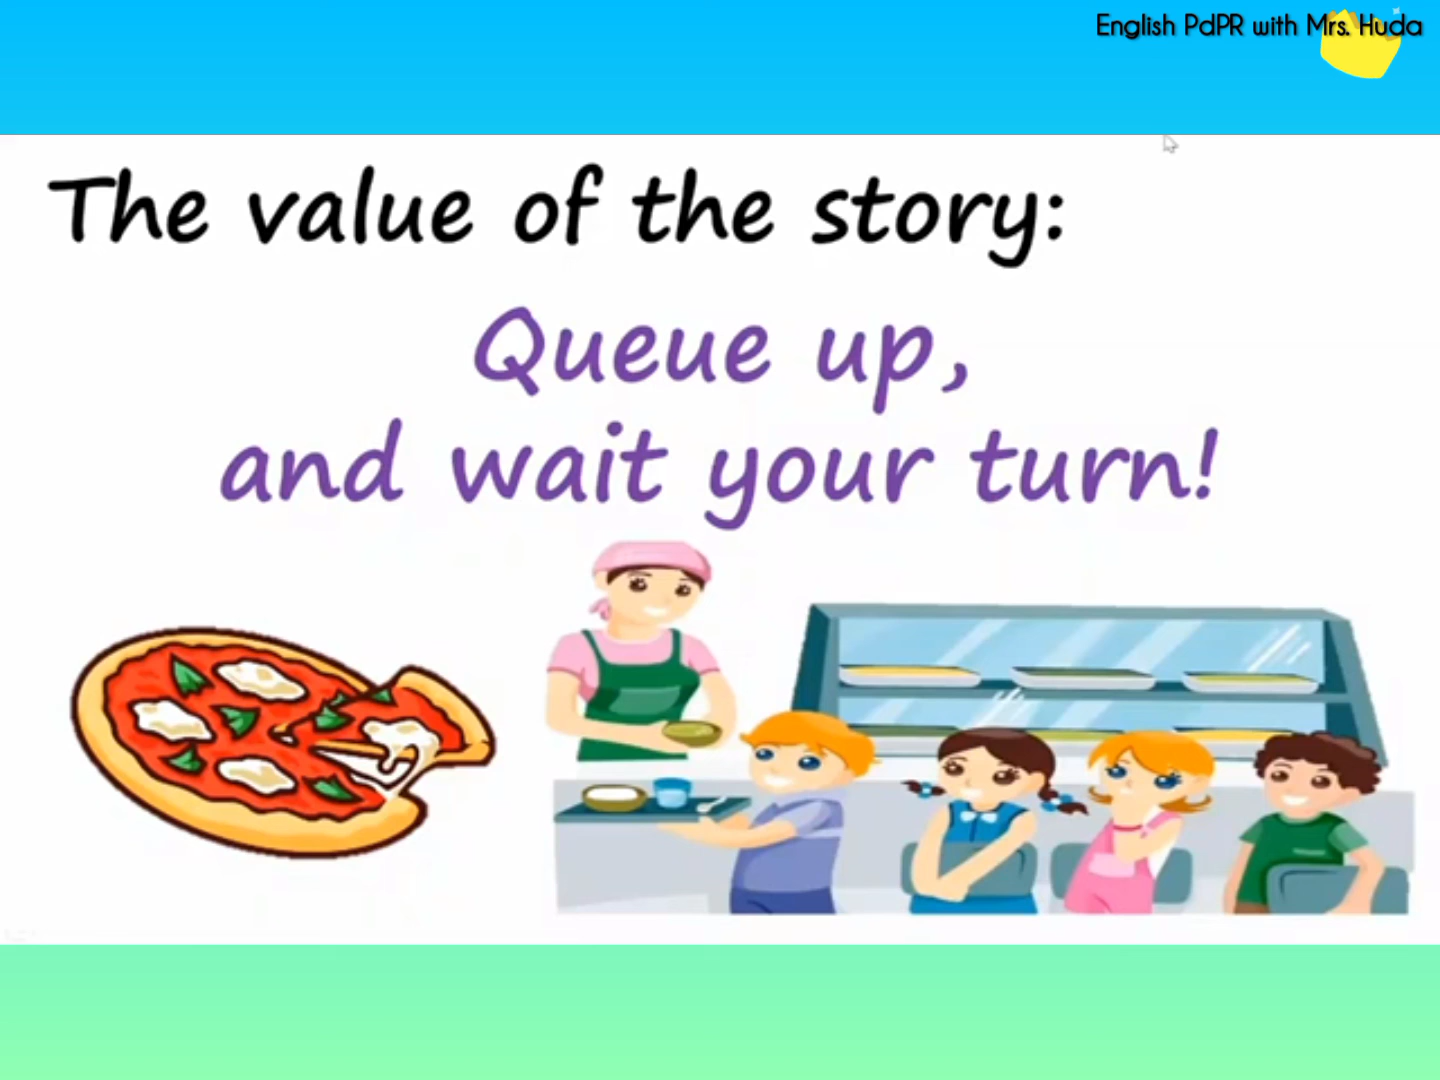 English PdPR with Mrs. Huda
The value of the story:
Queue up,
and wait your turn!